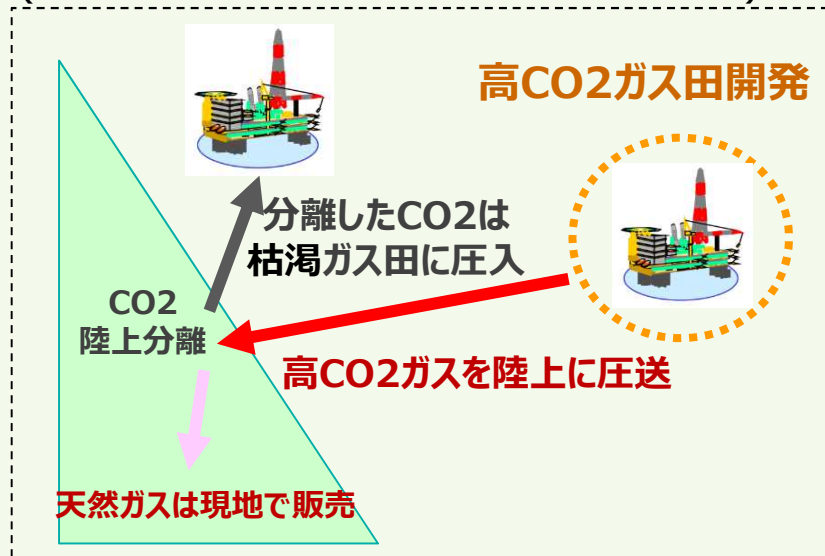 高CO2ガス田開発
分離したCO2は
枯渇ガス田に圧入
CO2
陸上分離
高CO2ガスを陸上に圧送
天然ガスは現地で販売